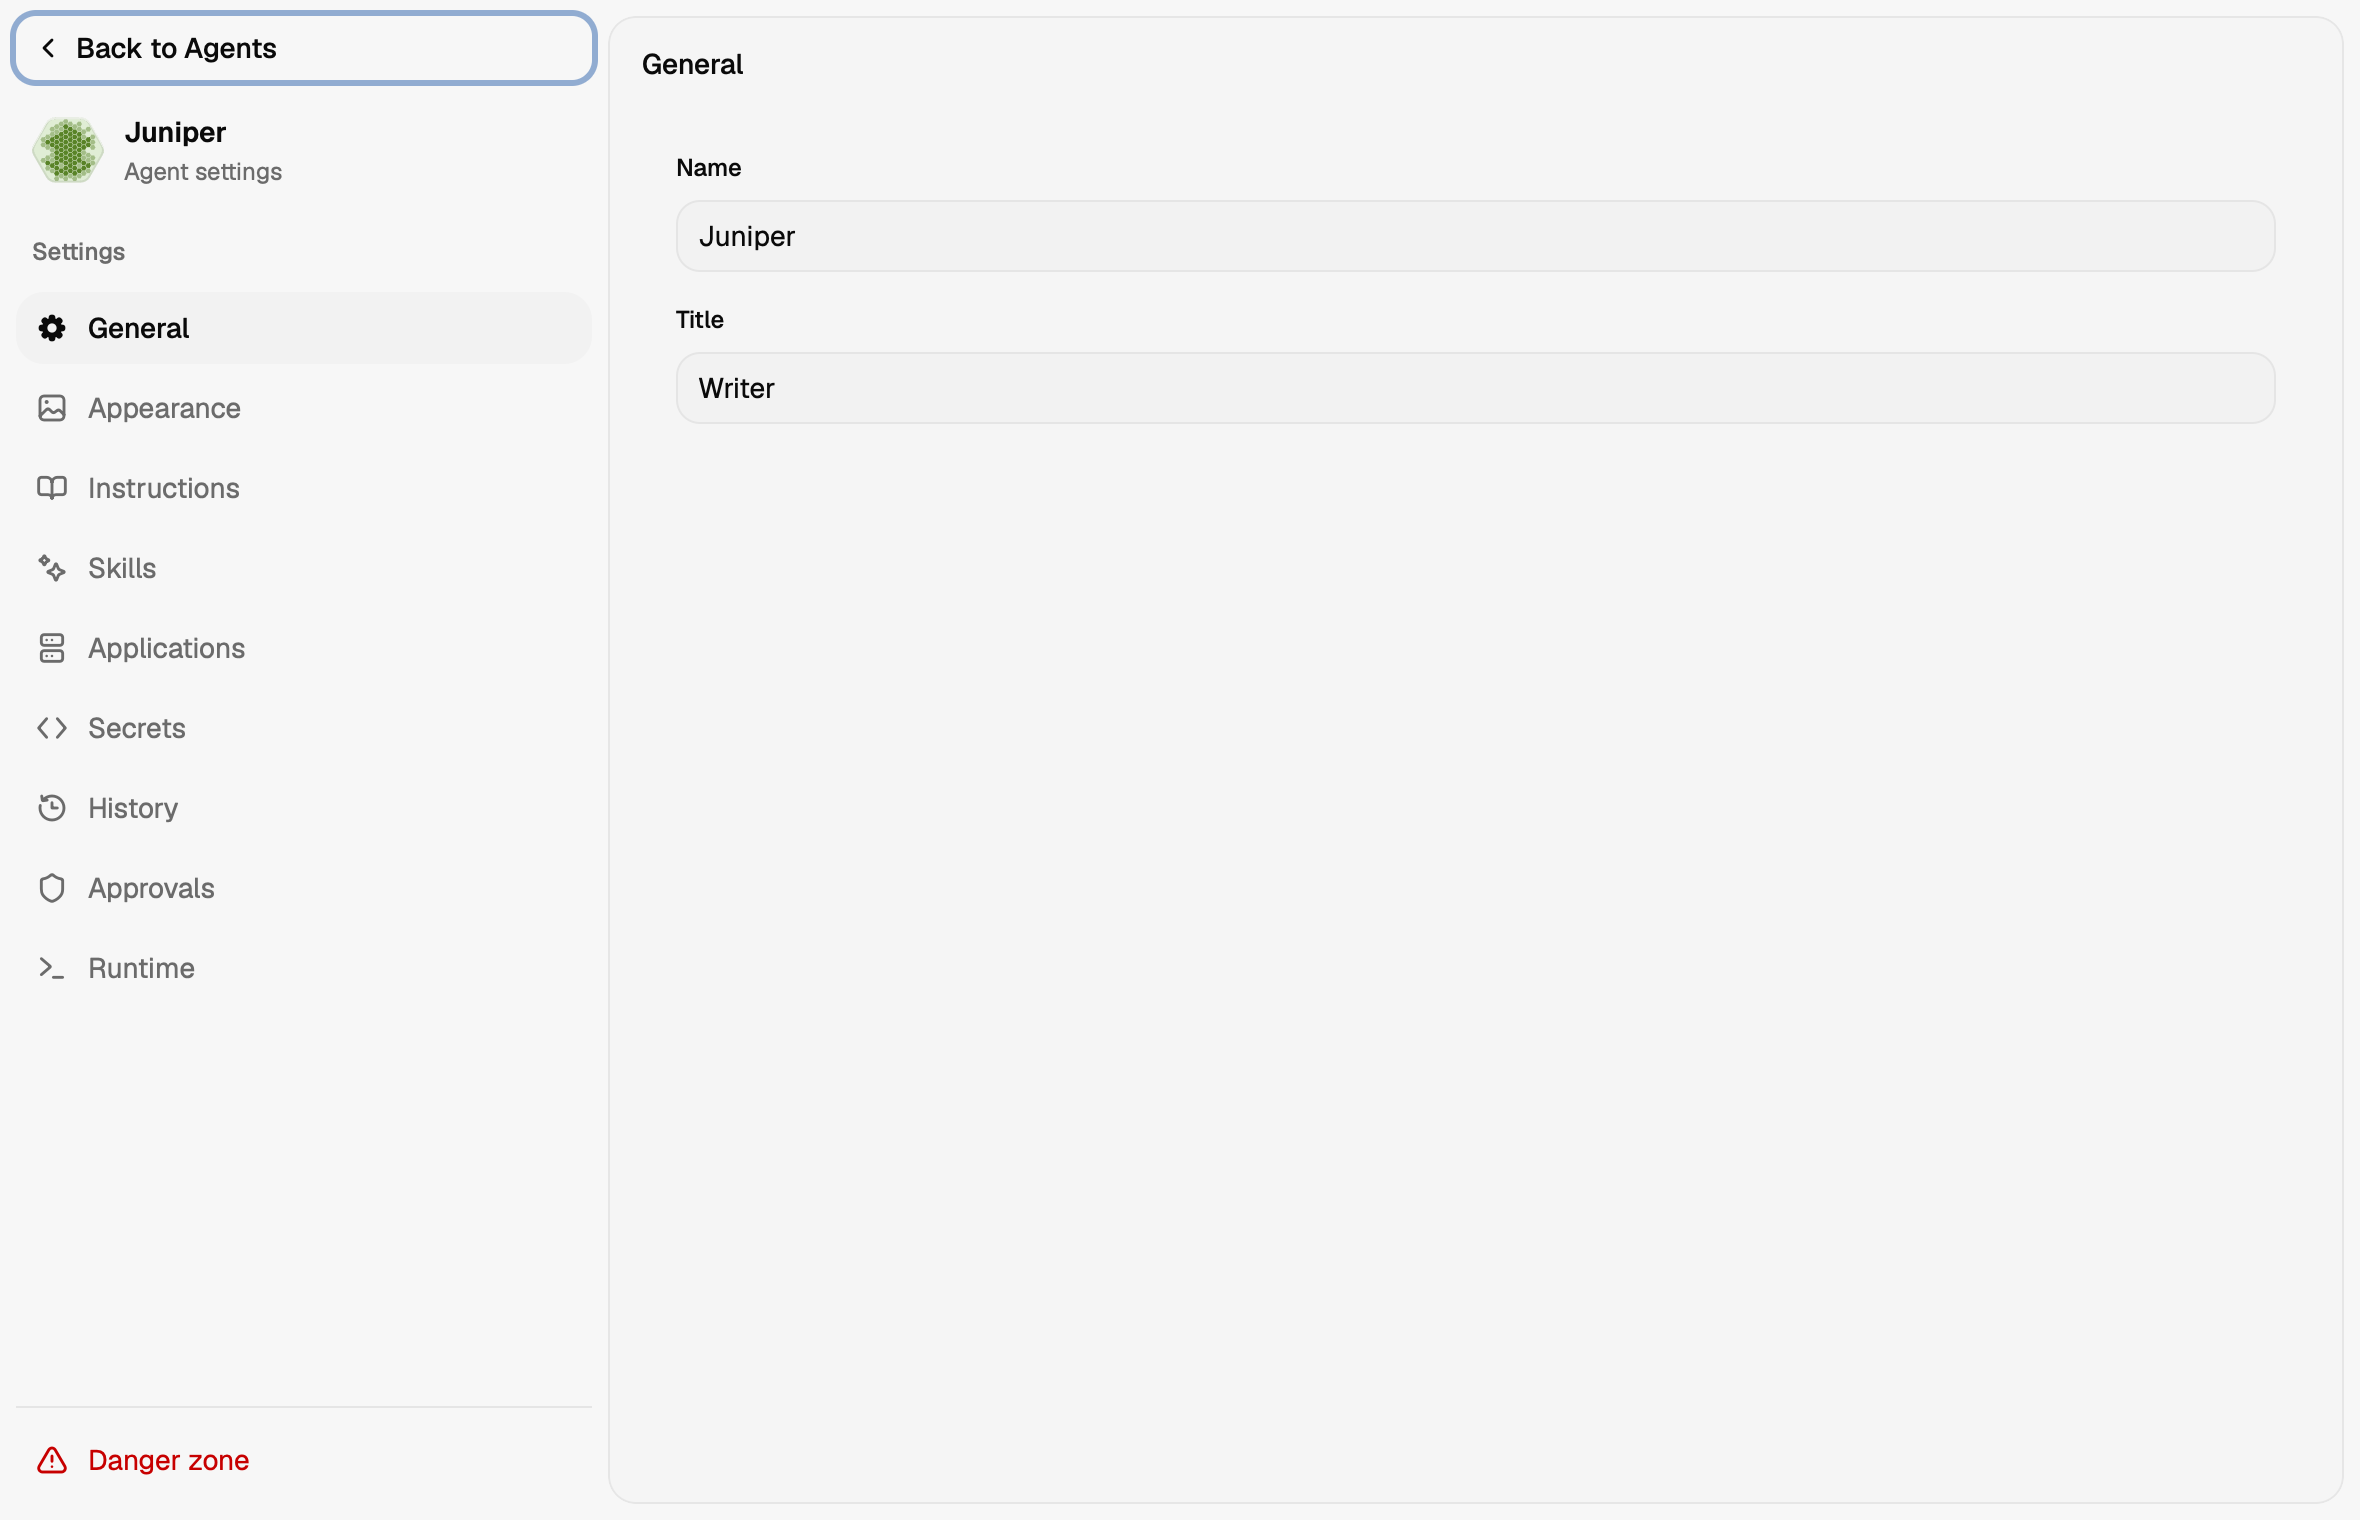 Back to Agents
Juniper
Agent settings
Settings
General
Appearance
Instructions
Skills
Applications
Secrets
History
Approvals
Runtime
Danger zone
General
Name
Juniper
Title
Writer